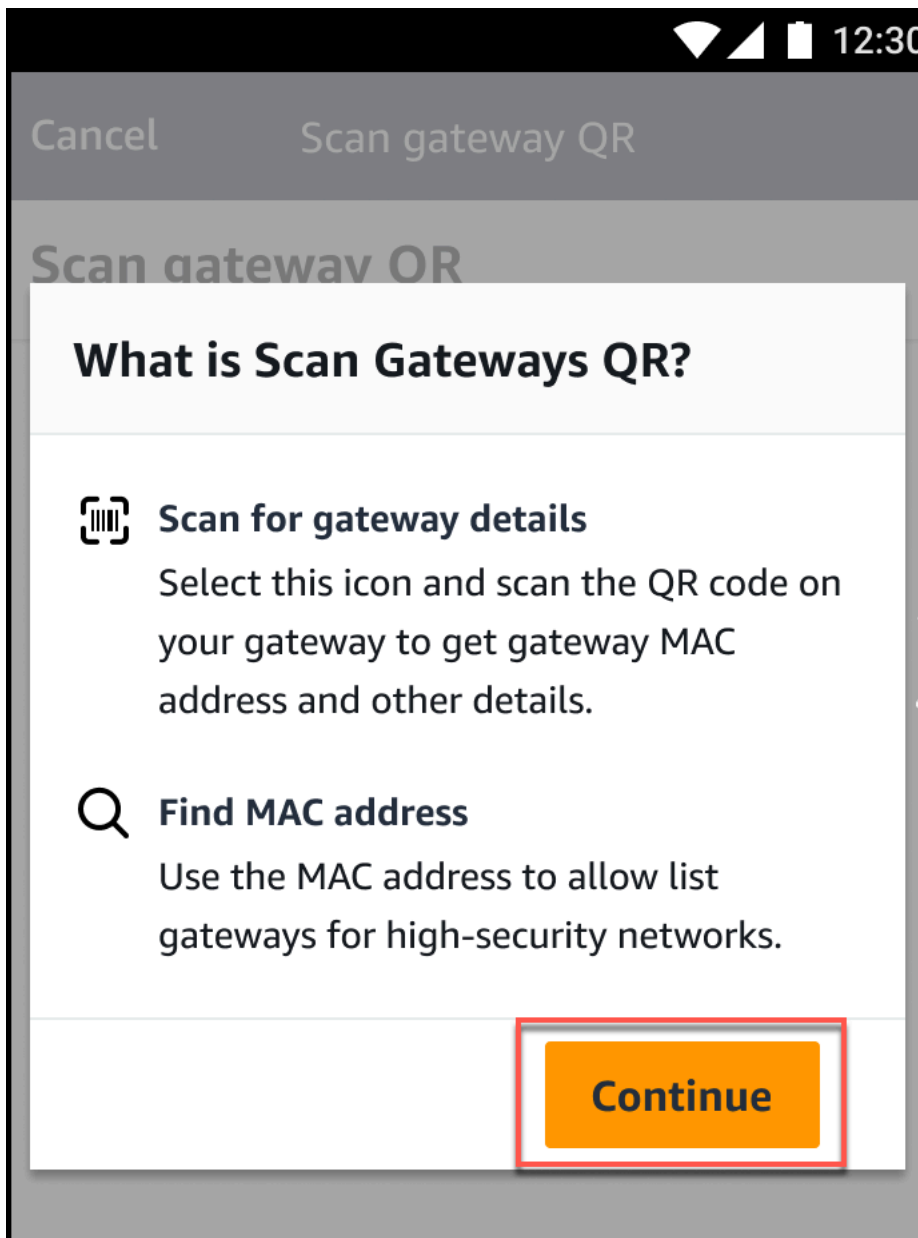 12:30
Cancel
Scan gateway QR
Scan gateway QR
What is Scan Gateways QR?
Scan for gateway details
Select this icon and scan the QR code on
your gateway to get gateway MAC
address and other details.
Find MAC address
Use the MAC address to allow list
gateways for high-security networks.
Continue